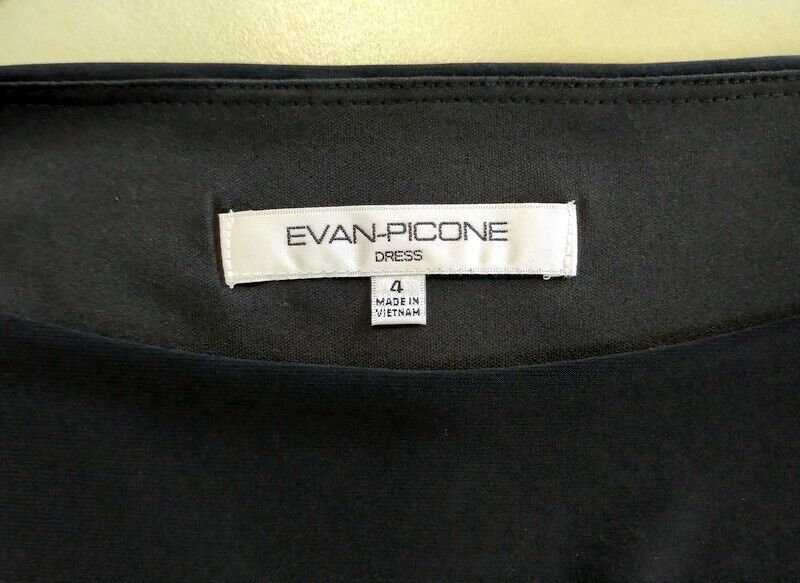 EVAN-PICONE
DRESS
4
MADE IN
VIETNAM